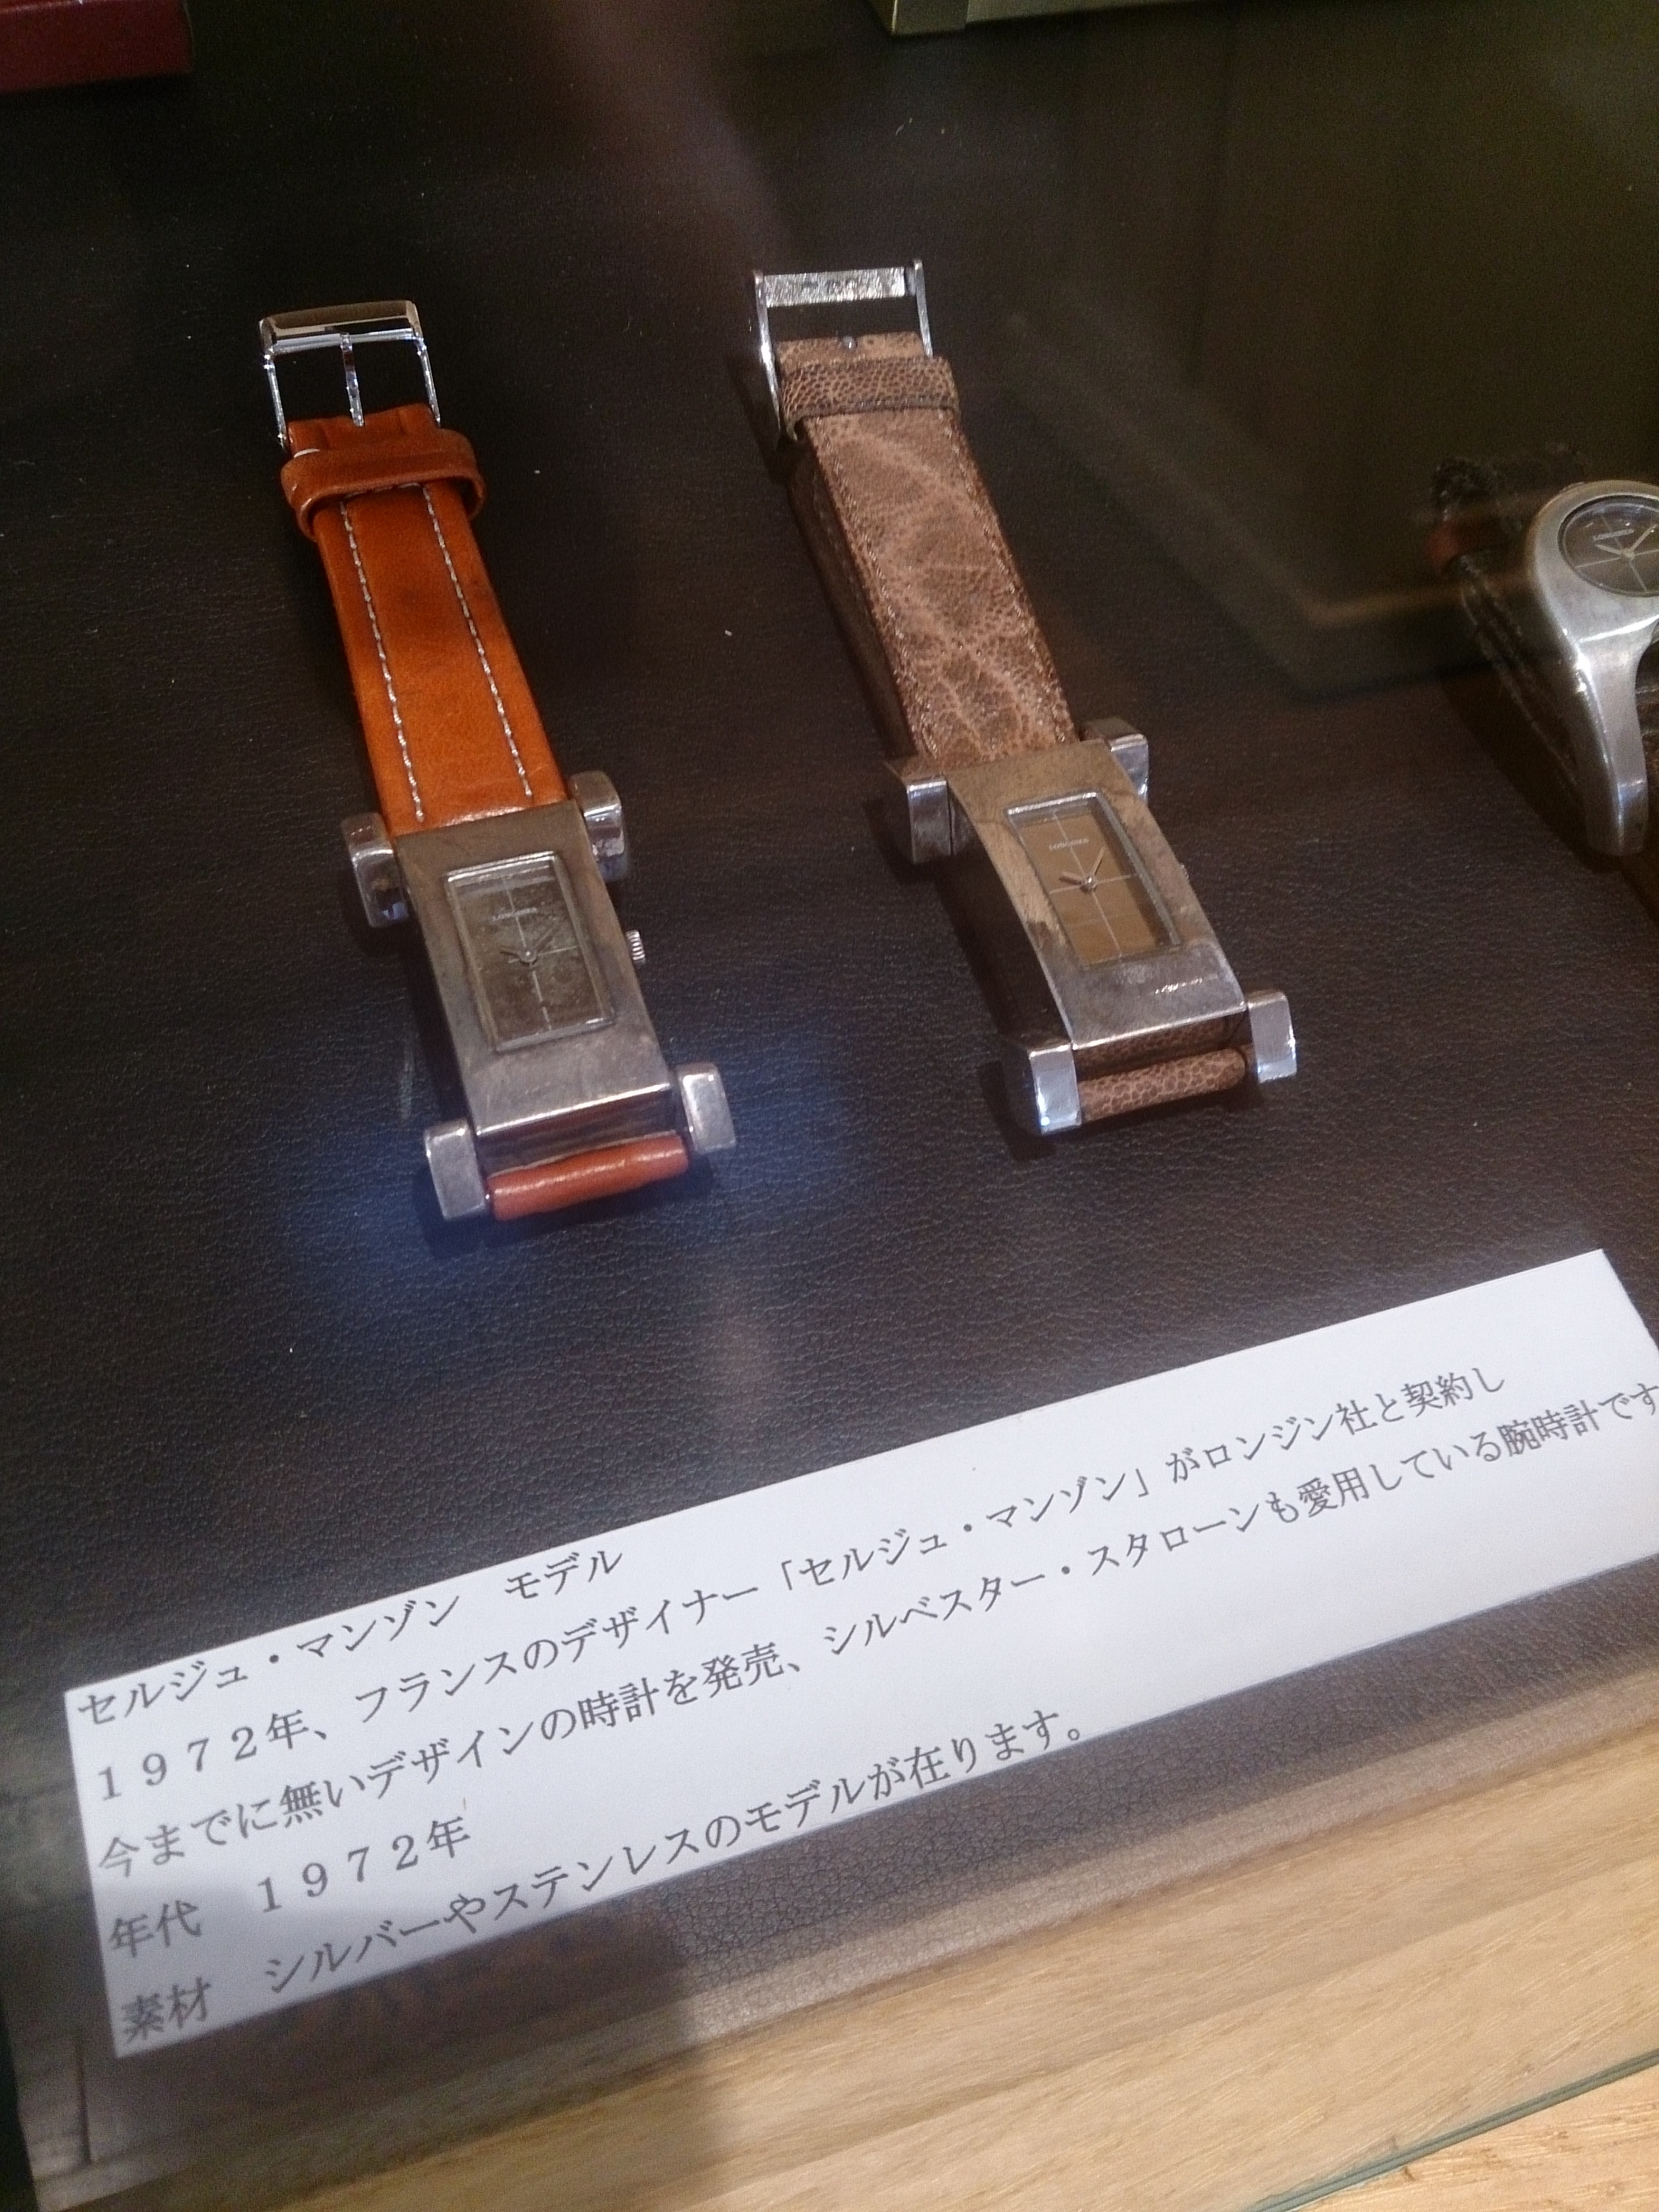 LONGINES
LONGINES
LONGINES
セルジュ・マンゾン　モデル
１９７２年、フランスのデザイナー「セルジュ・マンゾン」がロンジン社と契約し
今までに無いデザインの時計を発売、シルベスター・スタローンも愛用している腕時計です
年代　１９７２年
素材　シルバーやステンレスのモデルが在ります。